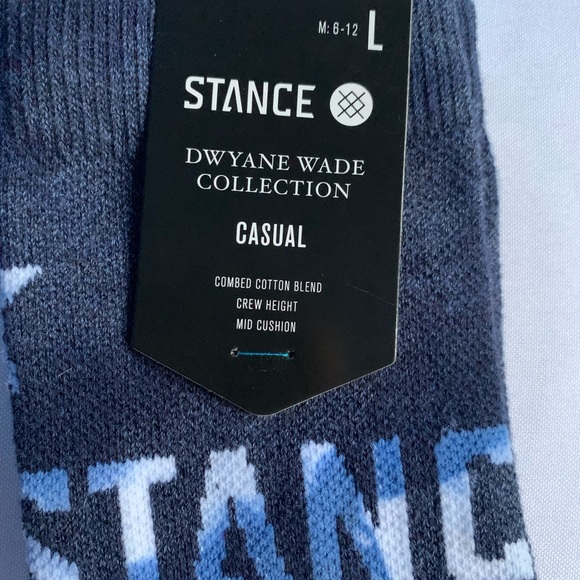 M: 6-12 L
STANCE
DWYANE WADE
COLLECTION
CASUAL
COMBED COTTON BLEND
CREW HEIGHT
MID CUSHION
STANC